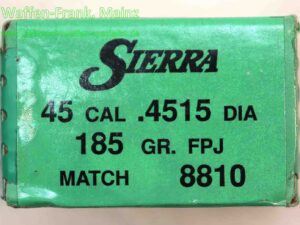 Waffen-Frank, Mainz
SIERRA
45 CAL .4515 DIA
185 GR. FPJ
MATCH 8810